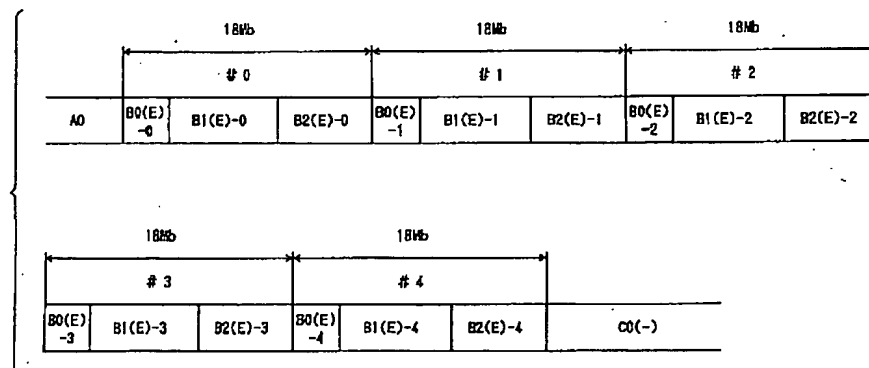 18Mb 18Mb 18Mb
# 0 # 1 # 2
A0 B0(E)-0 B1(E)-0 B2(E)-0 B0(E)-1 B1(E)-1 B2(E)-1 B0(E)-2 B1(E)-2 B2(E)-2
18Mb 18Mb
# 3 # 4
B0(E)-3 B1(E)-3 B2(E)-3 B0(E)-4 B1(E)-4 B2(E)-4 C0(-)